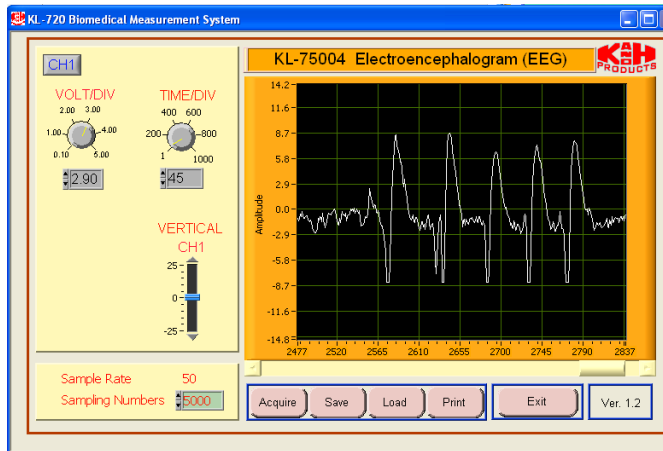 KL-720 Biomedical Measurement System
CH1
VOLT/DIV
2.00 3.00
1.00 4.00
0.10 5.00
2.90
TIME/DIV
400 600
200 800
1 1000
45
VERTICAL
CH1
25
0
-25
Sample Rate 50
Sampling Numbers 5000
KL-75004 Electroencephalogram (EEG)
K AND H
PRODUCTS
Amplitude
14.2
11.6
8.7
5.8
2.9
0.0
-2.9
-5.8
-8.7
-11.6
-14.8
2477 2520 2565 2610 2655 2700 2745 2790 2837
Acquire Save Load Print Exit Ver. 1.2